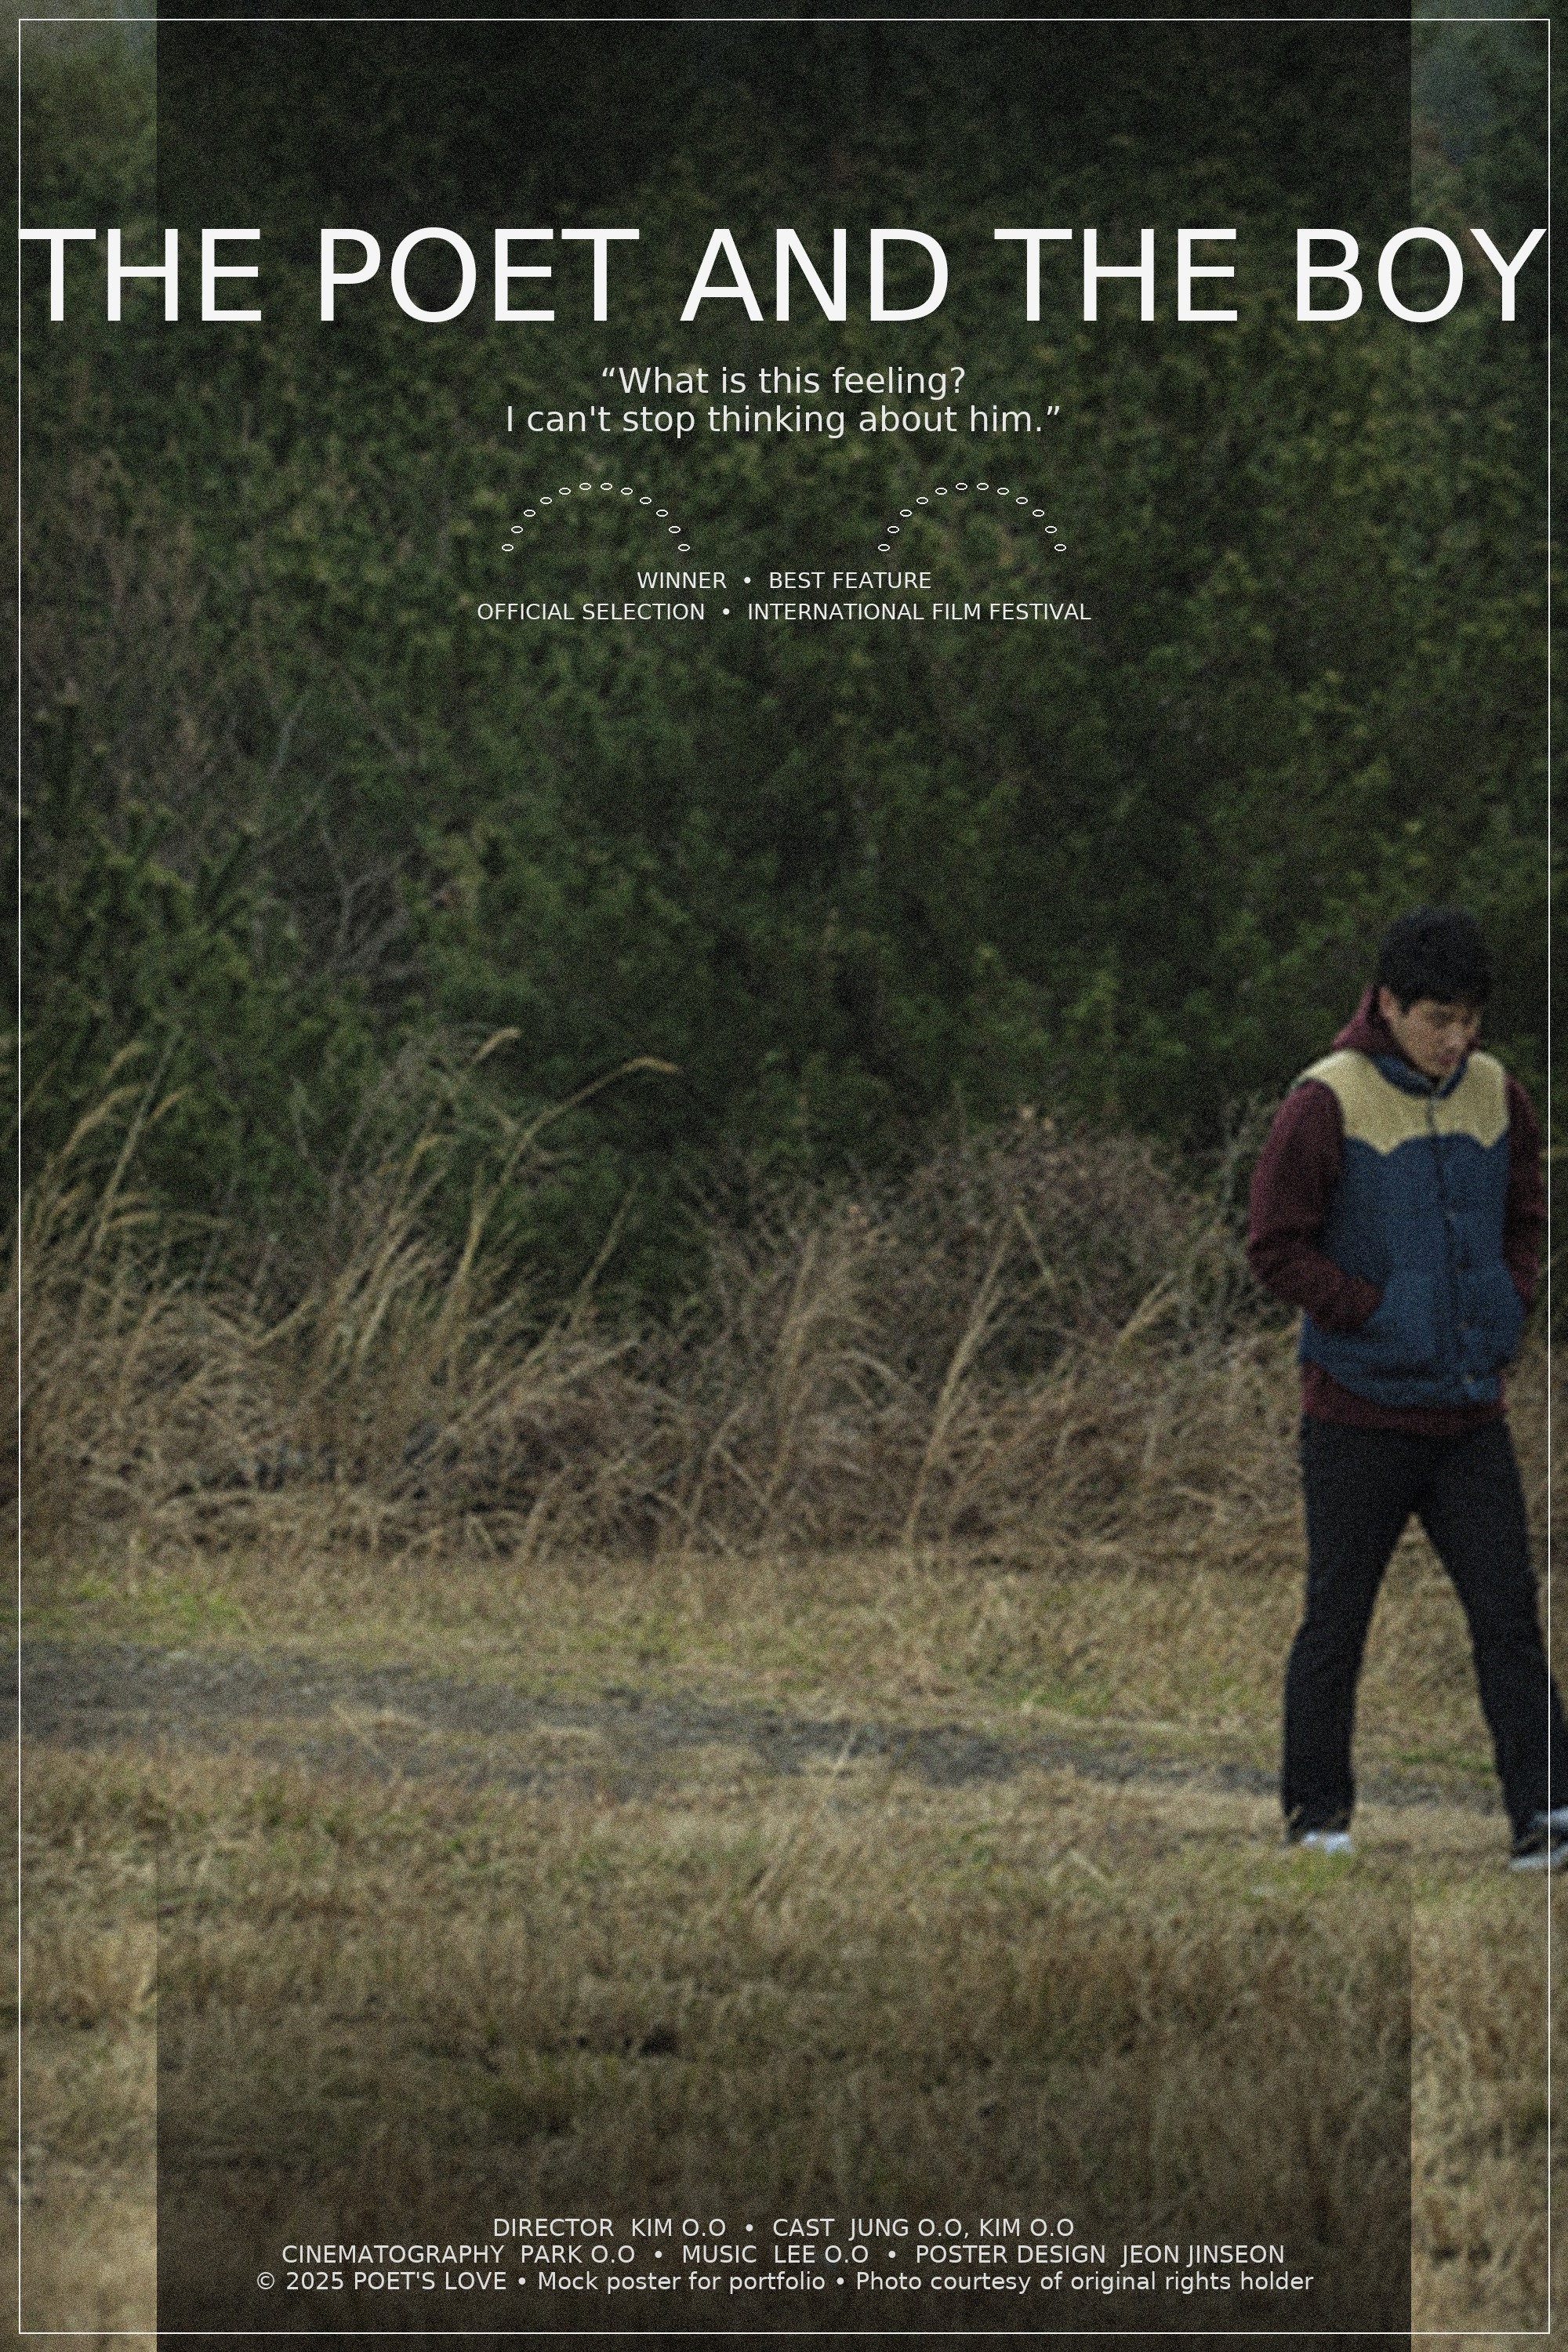 THE POET AND THE BOY
“What is this feeling?
I can't stop thinking about him.”
WINNER • BEST FEATURE
OFFICIAL SELECTION • INTERNATIONAL FILM FESTIVAL
DIRECTOR KIM O.O • CAST JUNG O.O, KIM O.O
CINEMATOGRAPHY PARK O.O • MUSIC LEE O.O • POSTER DESIGN JEON JINSEON
© 2025 POET'S LOVE • Mock poster for portfolio • Photo courtesy of original rights holder